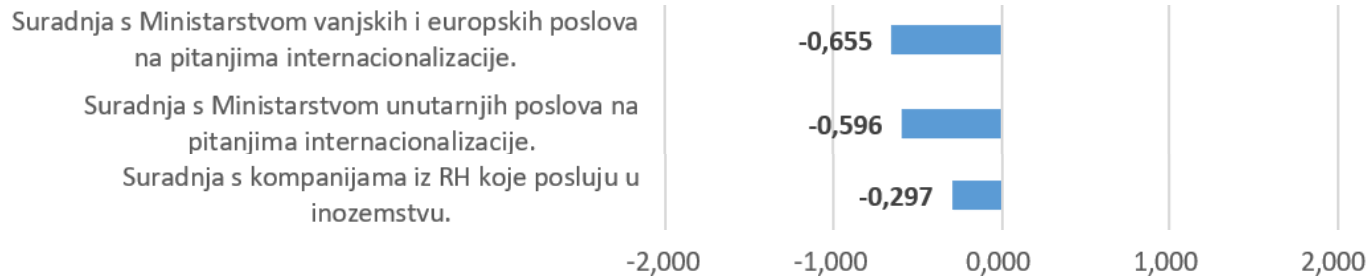 Suradnja s Ministarstvom vanjskih i europskih poslova
na pitanjima internacionalizacije.
-0,655
Suradnja s Ministarstvom unutarnjih poslova na
pitanjima internacionalizacije.
-0,596
Suradnja s kompanijama iz RH koje posluju u
inozemstvu.
-0,297
-2,000 -1,000 0,000 1,000 2,000